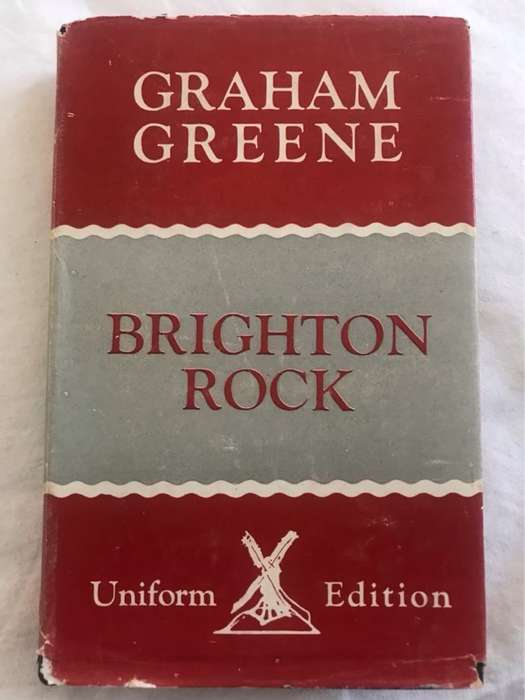 GRAHAM
GREENE
BRIGHTON
ROCK
Uniform Edition